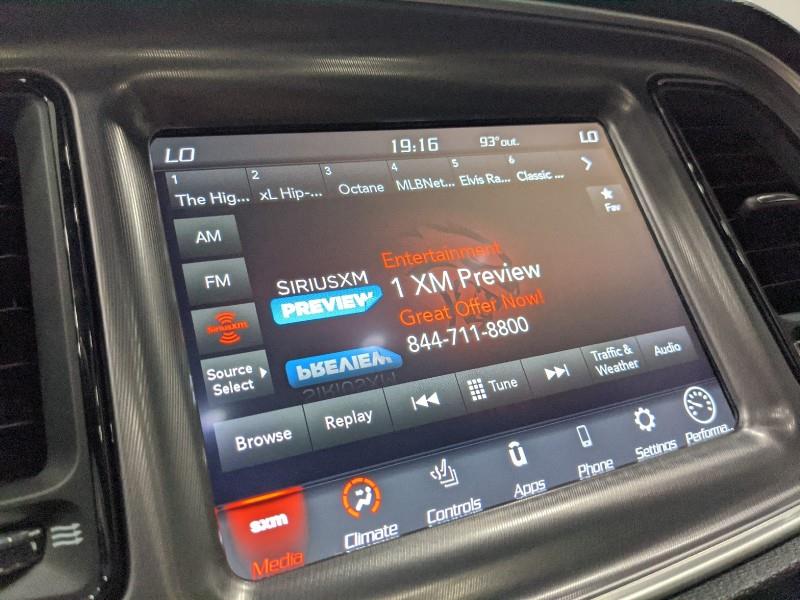 LO 19:16 93°out. LO
1 The Hig... 2 xL Hip-... 3 Octane 4 MLBNet... 5 Elvis Ra... 6 Classic ...
Fav
AM
FM
SiriusXM
Source
Select
SIRIUSXM
PREVIEW
Entertainment
1 XM Preview
Great Offer Now!
844-711-8800
PREVIEW
SIRIUSXM
Browse Replay Tune Traffic & Weather Audio
sxm
Media Climate Controls Apps Phone Settings Performa...